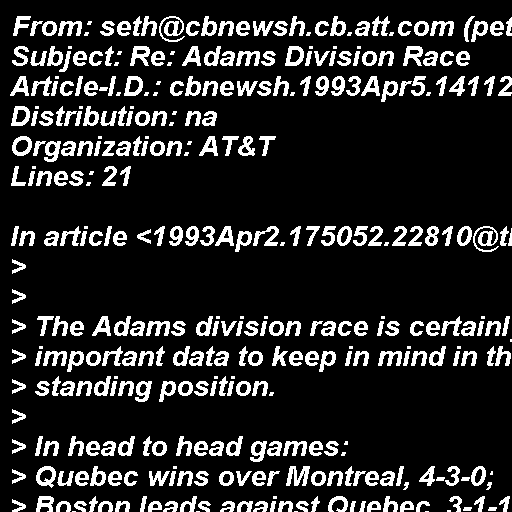 From: seth@cbnewsh.cb.att.com (pet
Subject: Re: Adams Division Race
Article-I.D.: cbnewsh.1993Apr5.14112
Distribution: na
Organization: AT&T
Lines: 21

In article <1993Apr2.175052.22810@t
>
>
> The Adams division race is certainl
> important data to keep in mind in th
> standing position.
>
> In head to head games:
> Quebec wins over Montreal, 4-3-0;
> Boston leads against Quebec, 3-1-1